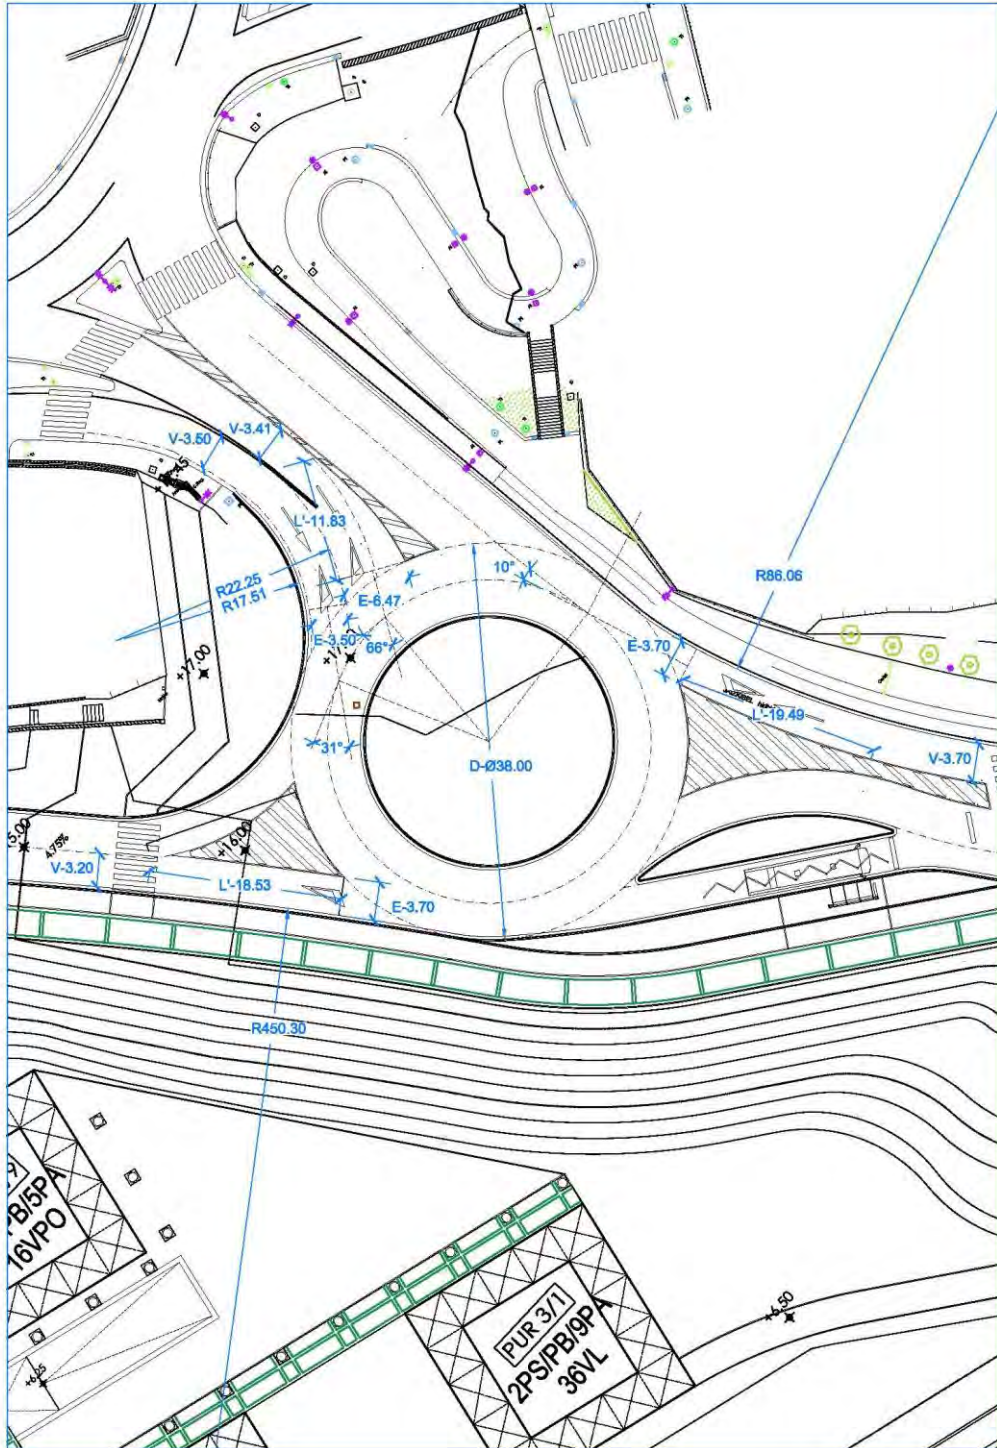 V-3.50
V-3.41
L'-11.83
R22.25
R17.51
E-6.47
E-3.50
66°
10°
R86.06
E-3.70
+17.00
L'-19.49
31°
D-Ø38.00
V-3.70
4.75%
+16.00
V-3.20
L'-18.53
E-3.70
R450.30
PB/5PA
16VPO
PUR 3/1
2PS/PB/9PA
36VL
+6.50
+6.25